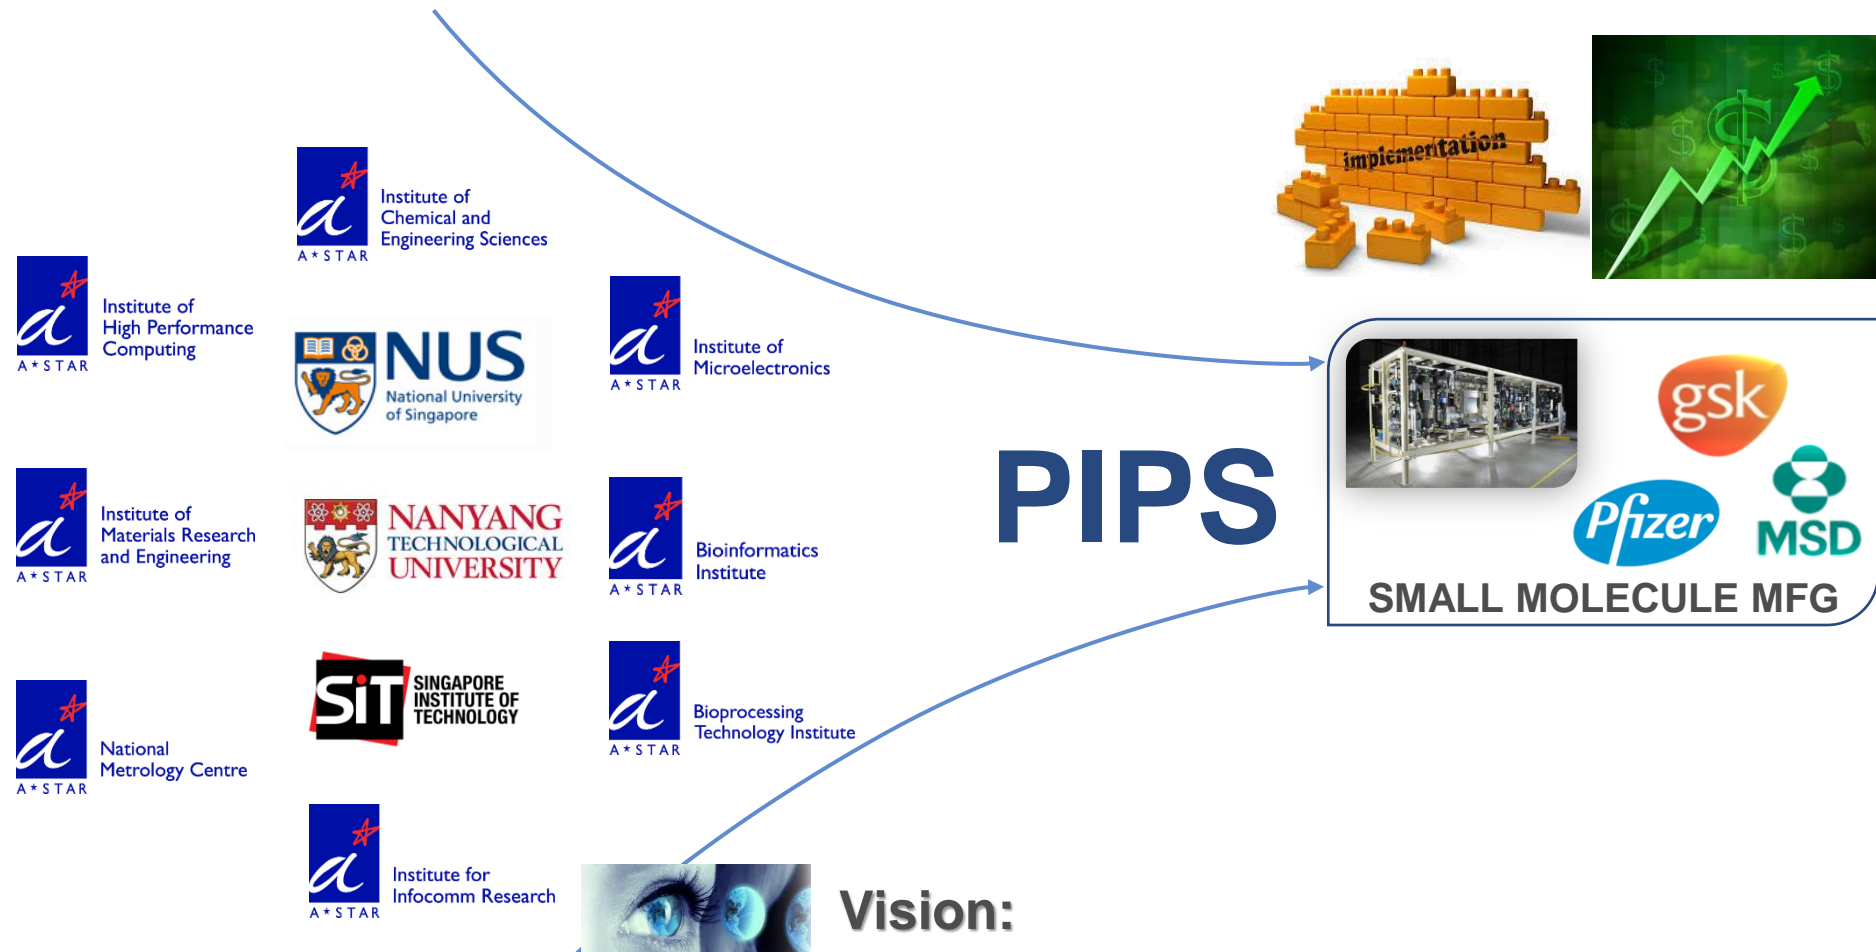 implementation
a
A★STAR
Institute of
Chemical and
Engineering Sciences
a
A★STAR
Institute of
High Performance
Computing
NUS
National University
of Singapore
a
A★STAR
Institute of
Microelectronics
gsk
Pfizer
MSD
SMALL MOLECULE MFG
PIPS
a
A★STAR
Institute of
Materials Research
and Engineering
NANYANG
TECHNOLOGICAL
UNIVERSITY
a
A★STAR
Bioinformatics
Institute
a
A★STAR
National
Metrology Centre
SiT
SINGAPORE
INSTITUTE OF
TECHNOLOGY
a
A★STAR
Bioprocessing
Technology Institute
a
A★STAR
Institute for
Infocomm Research
Vision: